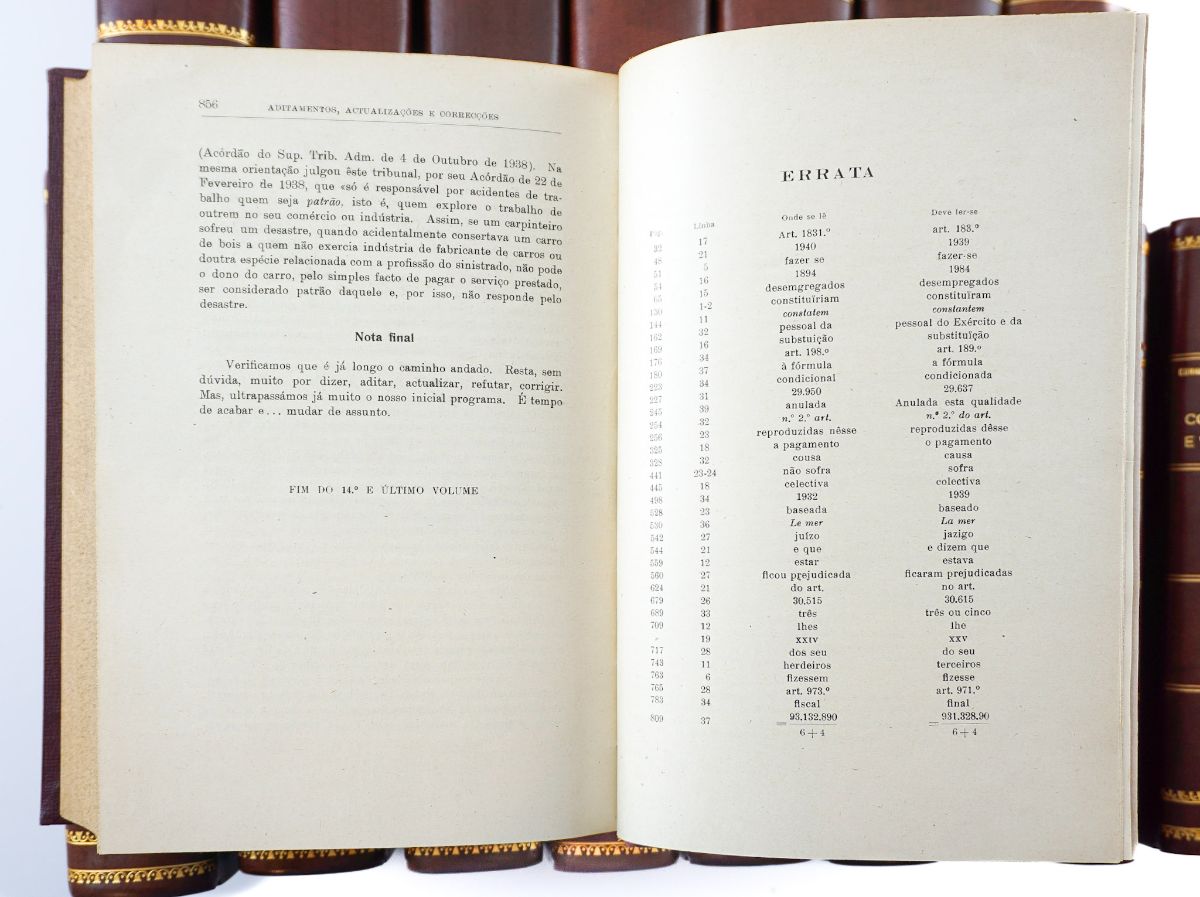 856 ADITAMENTOS, ACTUALIZAÇÕES E CORRECÇÕES
(Acórdão do Sup. Trib. Adm. de 4 de Outubro de 1938). Na
mesma orientação julgou êste tribunal, por seu Acórdão de 22 de
Fevereiro de 1938, que «só é responsável por acidentes de tra-
balho quem seja patrão, isto é, quem explore o trabalho de
outrem no seu comércio ou indústria. Assim, se um carpinteiro
sofreu um desastre, quando acidentalmente consertava um carro
de bois a quem não exercia indústria de fabricante de carros ou
doutra espécie relacionada com a profissão do sinistrado, não pode
o dono do carro, pelo simples facto de pagar o serviço prestado,
ser considerado patrão daquele e, por isso, não responde pelo
desastre.
Nota final
Verificamos que é já longo o caminho andado. Resta, sem
dúvida, muito por dizer, aditar, actualizar, refutar, corrigir.
Mas, ultrapassámos já muito o nosso inicial programa. É tempo
de acabar e... mudar de assunto.
FIM DO 14.º E ÚLTIMO VOLUME
ERRATA
Pág. Linha Onde se lê Deve ler-se
22 17 Art. 1831.º art. 183.º
48 21 1940 1939
51 5 fazer se fazer-se
54 16 1894 1984
65 15 desemgregados desempregados
130 1-2 constituíriam constituíram
144 11 constatem constantem
162 32 pessoal da pessoal do Exército e da
169 16 substuição substituïção
176 34 art. 198.º art. 189.º
180 37 à fórmula a fórmula
223 34 condicional condicionada
227 31 29.950 29.637
245 39 anulada Anulada esta qualidade
254 32 n.º 2.º art. n.º 2.º do art.
256 23 reproduzidas nêsse reproduzidas dêsse
325 18 a pagamento o pagamento
328 32 cousa causa
441 23-24 não sofra sofra
445 18 celectiva colectiva
498 34 1932 1939
528 23 baseada baseado
530 36 Le mer La mer
542 27 juízo jazigo
544 21 e que e dizem que
559 12 estar estava
560 27 ficou prejudicada ficaram prejudicadas
624 21 do art. no art.
679 26 30.515 30.615
689 33 três três ou cinco
709 12 lhes lhe
» 19 xxiv xxv
717 28 dos seu do seu
743 11 herdeiros terceiros
763 6 fizessem fizesse
765 28 art. 973.º art. 971.º
783 34 fiscal final
809 37 = 93,132.890 = 931.328.90
6 + 4 6 + 4